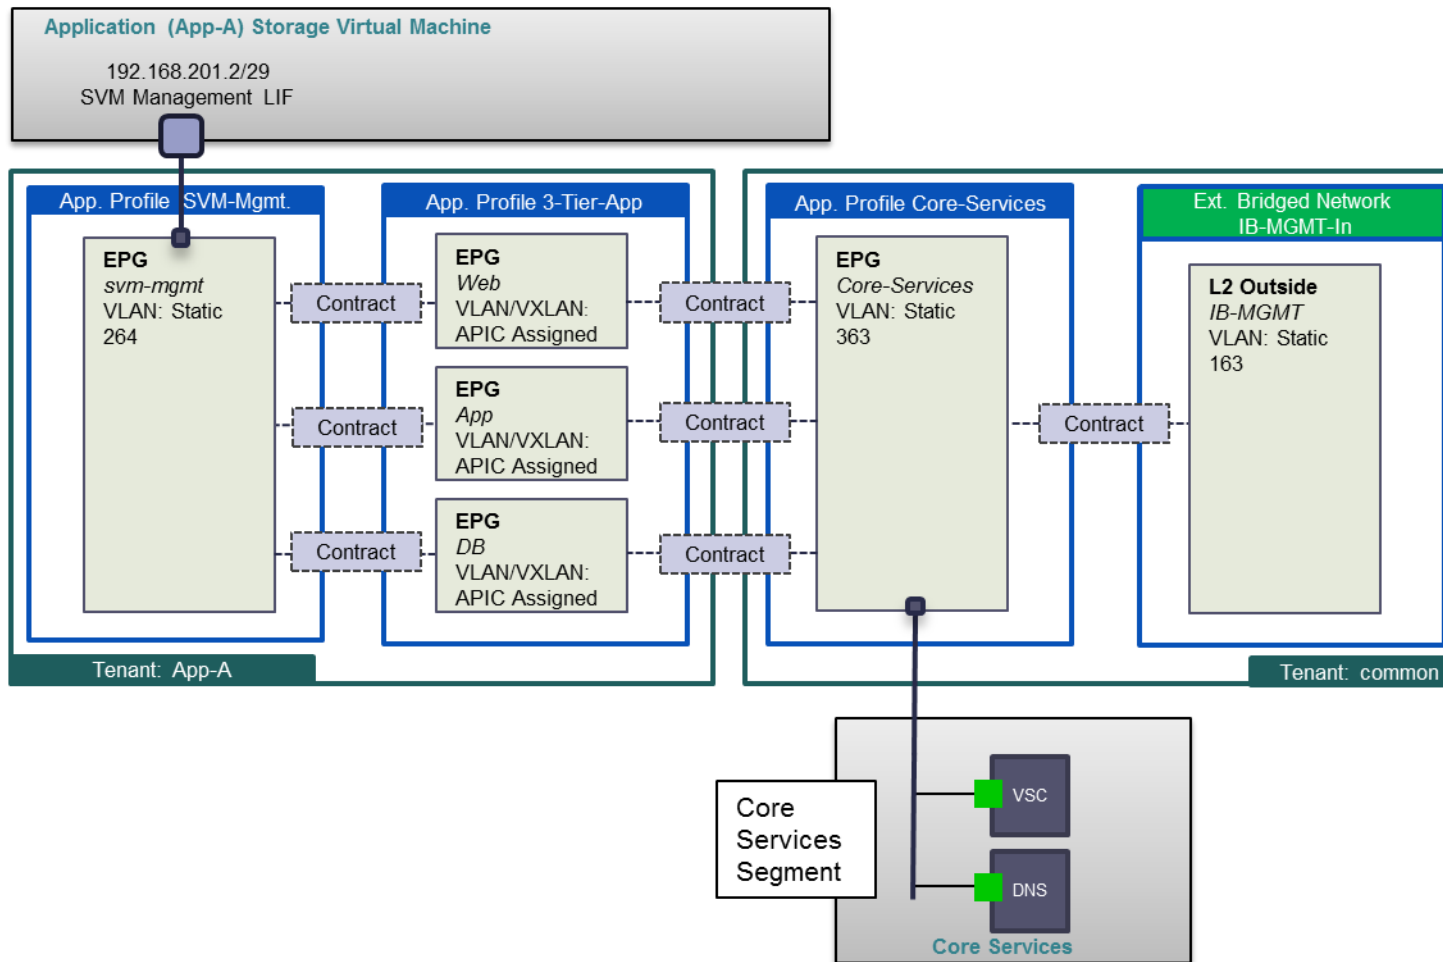 Application (App-A) Storage Virtual Machine
192.168.201.2/29
SVM Management LIF
App. Profile SVM-Mgmt.
EPG
svm-mgmt
VLAN: Static
264
Contract
Contract
Contract
App. Profile 3-Tier-App
EPG
Web
VLAN/VXLAN:
APIC Assigned
EPG
App
VLAN/VXLAN:
APIC Assigned
EPG
DB
VLAN/VXLAN:
APIC Assigned
Tenant: App-A
Contract
Contract
Contract
App. Profile Core-Services
EPG
Core-Services
VLAN: Static
363
Contract
Ext. Bridged Network
IB-MGMT-In
L2 Outside
IB-MGMT
VLAN: Static
163
Tenant: common
Core
Services
Segment
VSC
DNS
Core Services